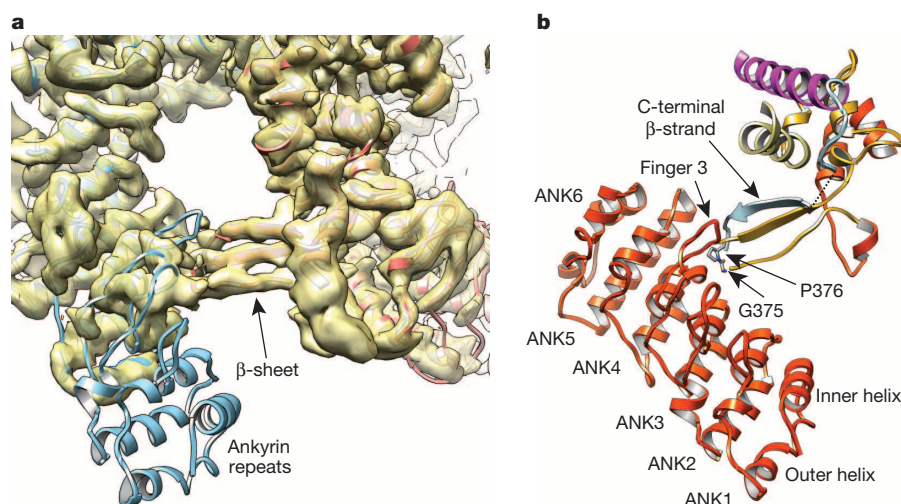 a
β-sheet
Ankyrin
repeats
b
C-terminal
β-strand
Finger 3
ANK6
P376
G375
ANK5
ANK4
Inner helix
ANK3
ANK2
Outer helix
ANK1